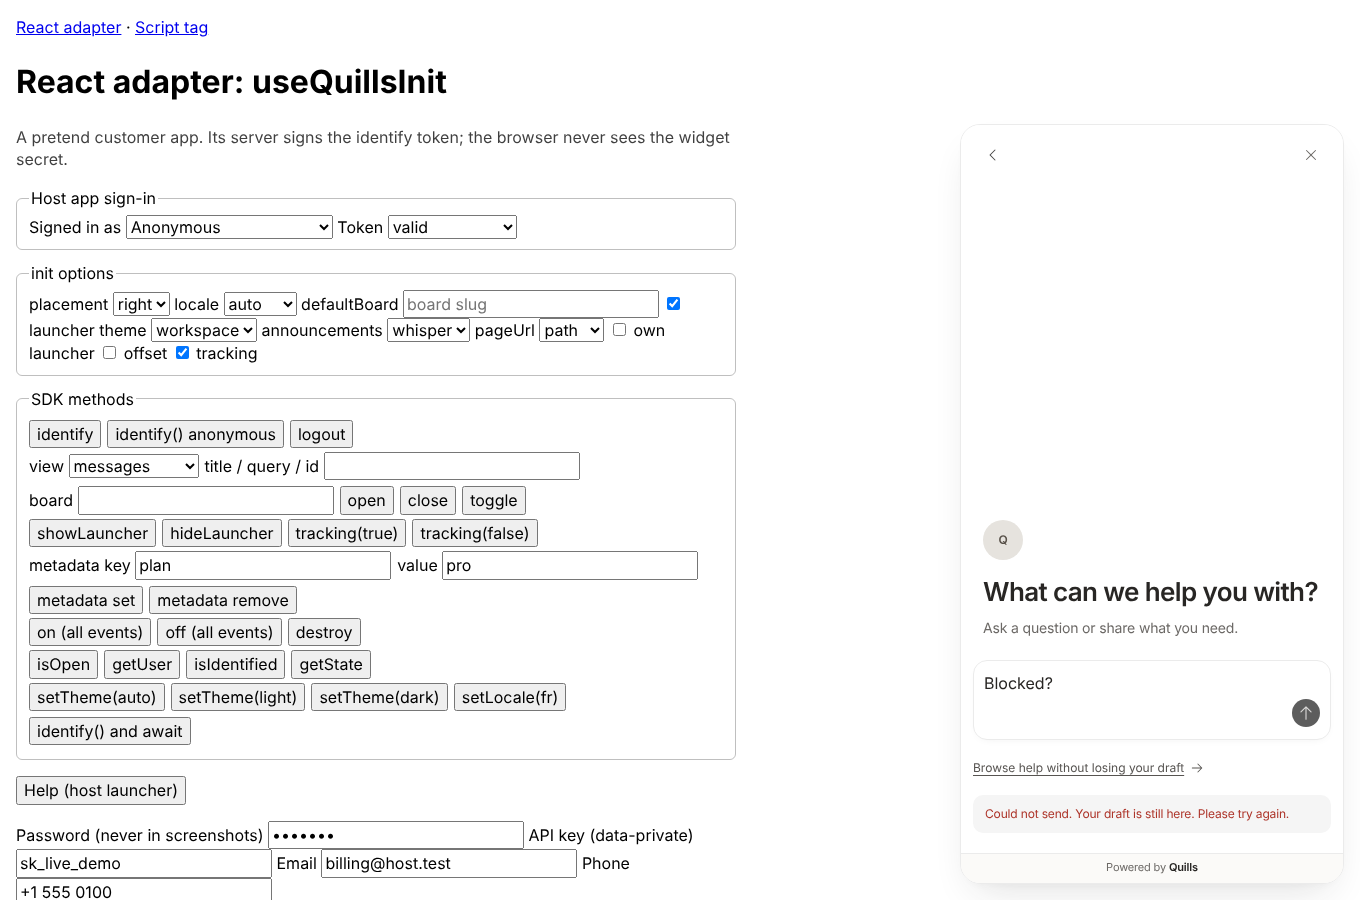 React adapter · Script tag
React adapter: useQuillsInit
A pretend customer app. Its server signs the identify token; the browser never sees the widget
secret.
Host app sign-in
Signed in as Anonymous Token valid
init options
placement right locale auto defaultBoard board slug
launcher theme workspace announcements whisper pageUrl path own
launcher offset tracking
SDK methods
identify identify() anonymous logout
view messages title / query / id
board open close toggle
showLauncher hideLauncher tracking(true) tracking(false)
metadata key plan value pro
metadata set metadata remove
on (all events) off (all events) destroy
isOpen getUser isIdentified getState
setTheme(auto) setTheme(light) setTheme(dark) setLocale(fr)
identify() and await
Help (host launcher)
Password (never in screenshots) ••••••• API key (data-private)
sk_live_demo Email billing@host.test Phone
+1 555 0100
Q
What can we help you with?
Ask a question or share what you need.
Blocked?
Browse help without losing your draft →
Could not send. Your draft is still here. Please try again.
Powered by Quills